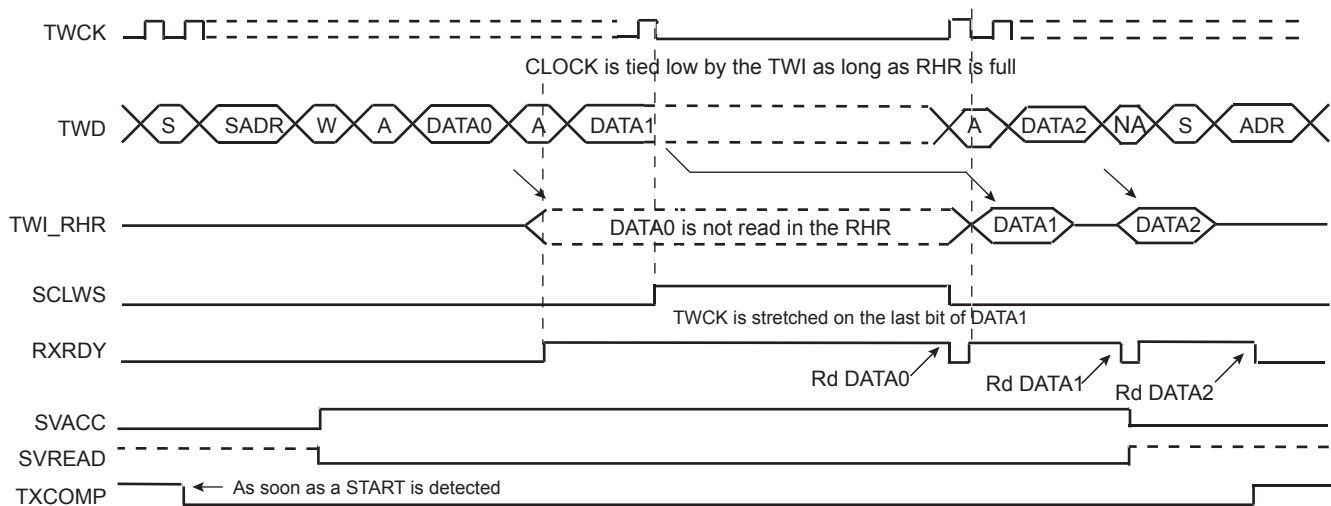 TWCK
CLOCK is tied low by the TWI as long as RHR is full
TWD S SADR W A DATA0 A DATA1 A DATA2 NA S ADR
TWI_RHR DATA0 is not read in the RHR DATA1 DATA2
SCLWS
TWCK is stretched on the last bit of DATA1
RXRDY
Rd DATA0 Rd DATA1 Rd DATA2
SVACC
SVREAD
As soon as a START is detected
TXCOMP